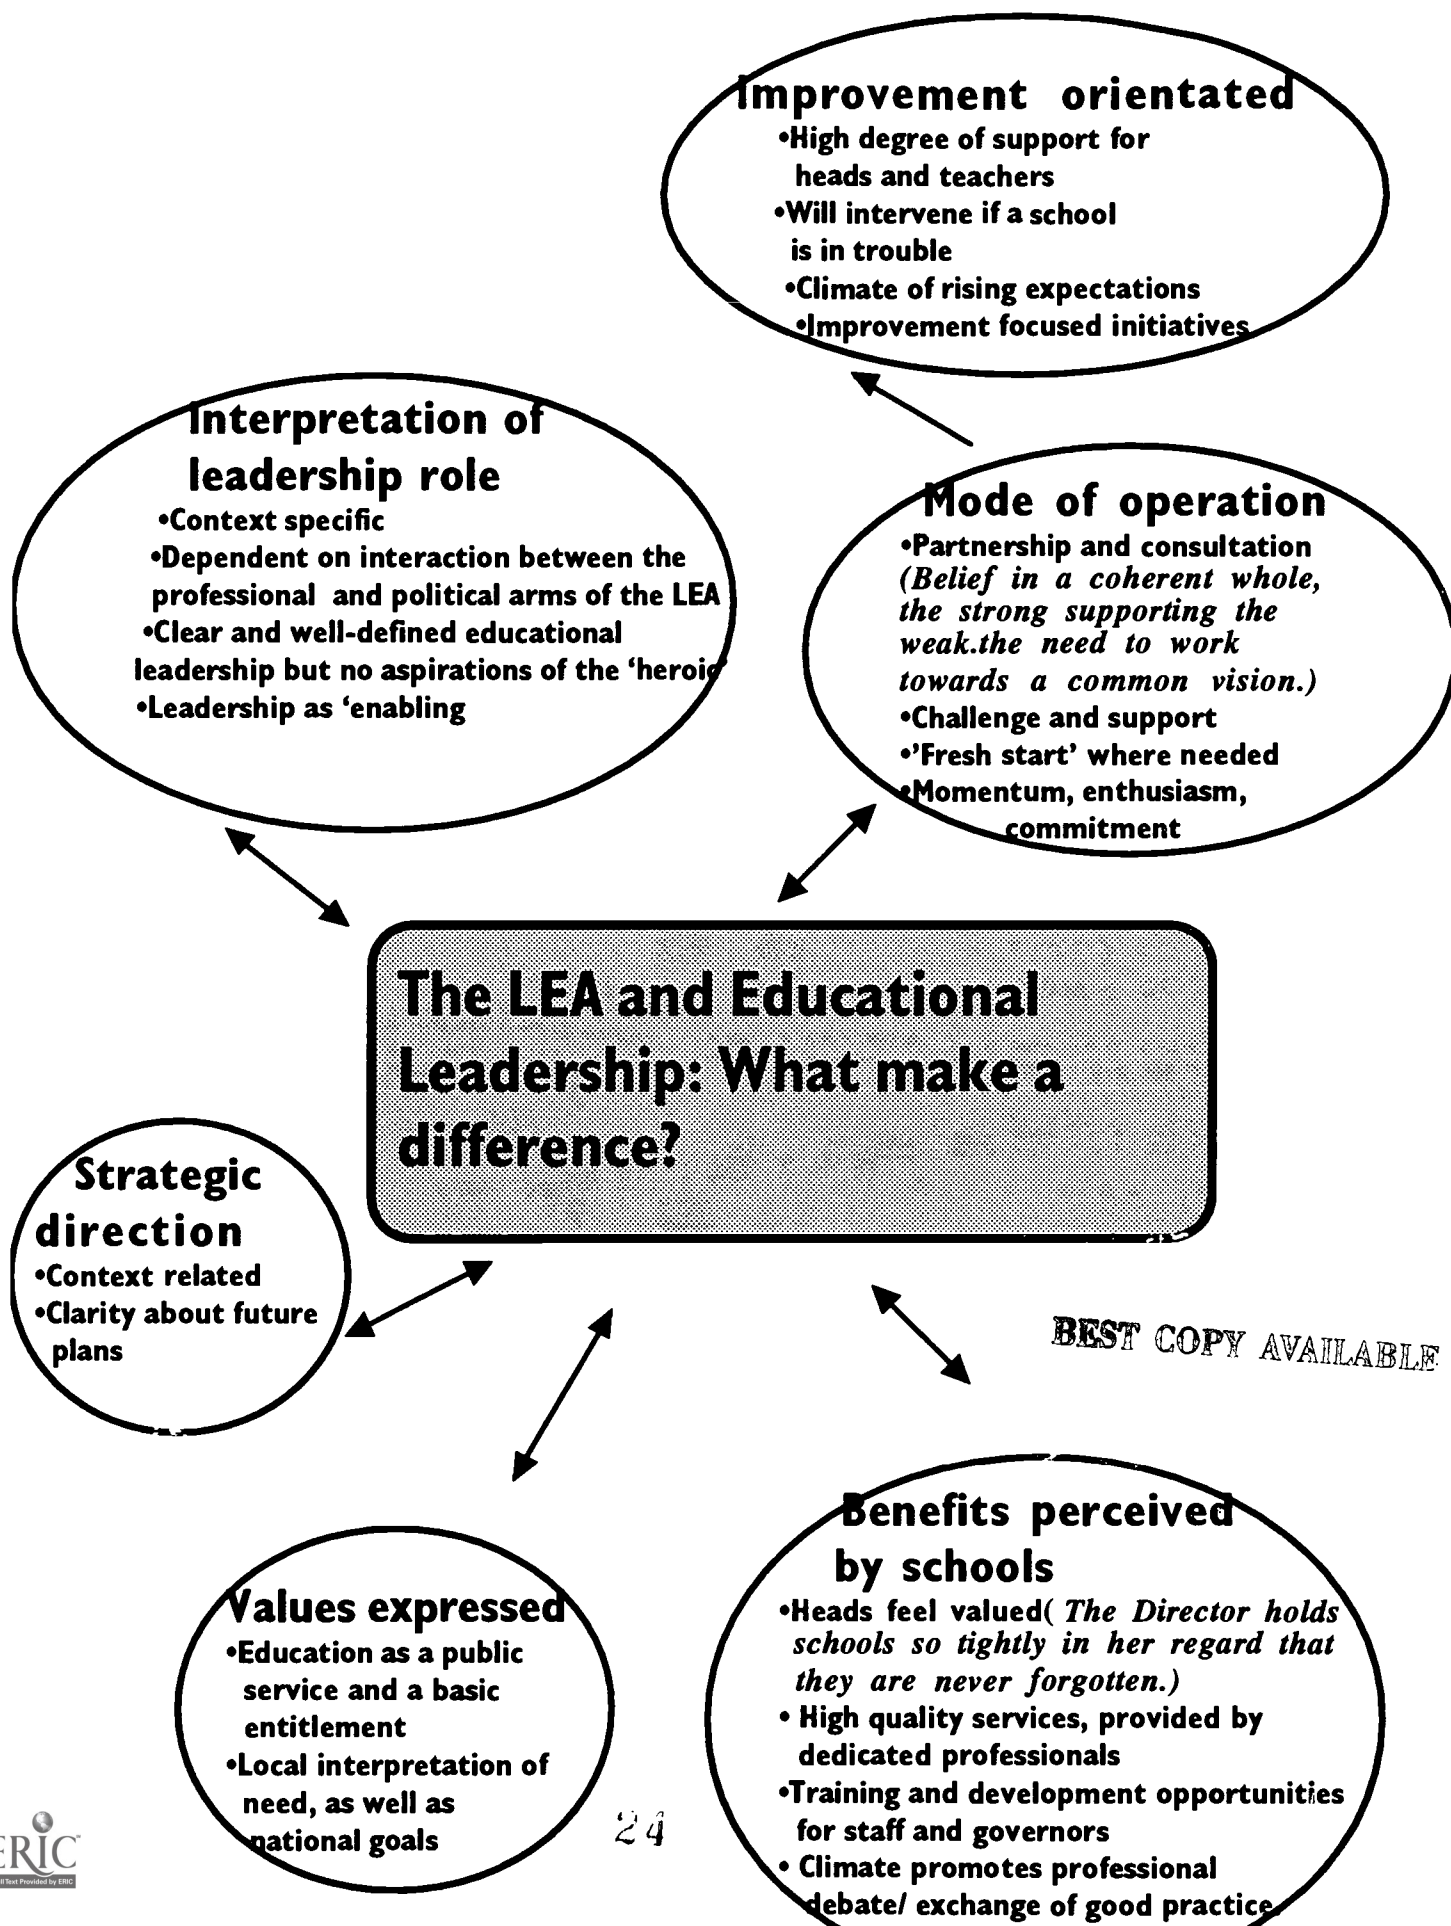 Improvement orientated
•High degree of support for
heads and teachers
•Will intervene if a school
is in trouble
•Climate of rising expectations
•Improvement focused initiatives
Interpretation of
leadership role
•Context specific
•Dependent on interaction between the
professional and political arms of the LEA
•Clear and well-defined educational
leadership but no aspirations of the ‘heroic’
•Leadership as ‘enabling
Mode of operation
•Partnership and consultation
(Belief in a coherent whole,
the strong supporting the
weak.the need to work
towards a common vision.)
•Challenge and support
•’Fresh start’ where needed
•Momentum, enthusiasm,
commitment
The LEA and Educational
Leadership: What make a
difference?
Strategic
direction
•Context related
•Clarity about future
plans
BEST COPY AVAILABLE
Values expressed
•Education as a public
service and a basic
entitlement
•Local interpretation of
need, as well as
national goals
Benefits perceived
by schools
•Heads feel valued( The Director holds
schools so tightly in her regard that
they are never forgotten.)
• High quality services, provided by
dedicated professionals
•Training and development opportunities
for staff and governors
• Climate promotes professional
debate/ exchange of good practice
24
ERIC
Full Text Provided by ERIC